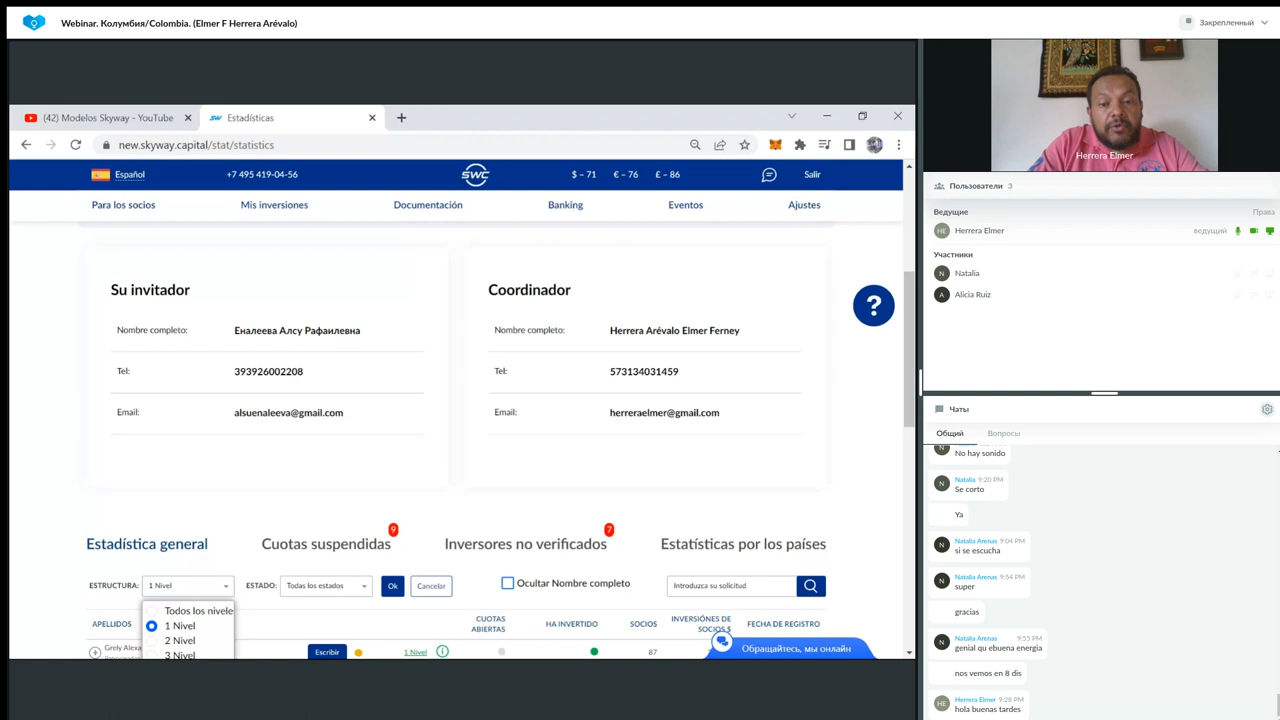 Webinar. Колумбия/Colombia. (Elmer F Herrera Arévalo)
Закрепленный
(42) Modelos Skyway - YouTube
Estadísticas
new.skyway.capital/stat/statistics
Español
+7 495 419-04-56
SWC
$ – 71
€ – 76
£ – 86
Salir
Para los socios
Mis inversiones
Documentación
Banking
Eventos
Ajustes
Su invitador
Nombre completo: Еналеева Алсу Рафаилевна
Tel: 393926002208
Email: alsuenaleeva@gmail.com
Coordinador
Nombre completo: Herrera Arévalo Elmer Ferney
Tel: 573134031459
Email: herreraelmer@gmail.com
?
Estadística general
Cuotas suspendidas
9
Inversores no verificados
7
Estatísticas por los países
ESTRUCTURA: 1 Nivel
ESTADO: Todas los estados
Ok
Cancelar
Ocultar Nombre completo
Introduzca su solicitud
Todos los nivele
1 Nivel
2 Nivel
3 Nivel
APELLIDOS
CUOTAS ABIERTAS
HA INVERTIDO
SOCIOS
INVERSIÓNES DE SOCIOS $
FECHA DE REGISTRO
Grely Alexa
Escribir
1 Nivel
87
Обращайтесь, мы онлайн
Herrera Elmer
Пользователи 3
Ведущие
Права
HE
Herrera Elmer
ведущий
Участники
N
Natalia
A
Alicia Ruiz
Чаты
Общий
Вопросы
N
No hay sonido
N
Natalia 9:20 PM
Se corto
Ya
N
Natalia Arenas 9:04 PM
si se escucha
N
Natalia Arenas 9:54 PM
super
gracias
N
Natalia Arenas 9:55 PM
genial qu ebuena energia
nos vemos en 8 dis
HE
Herrera Elmer 9:28 PM
hola buenas tardes